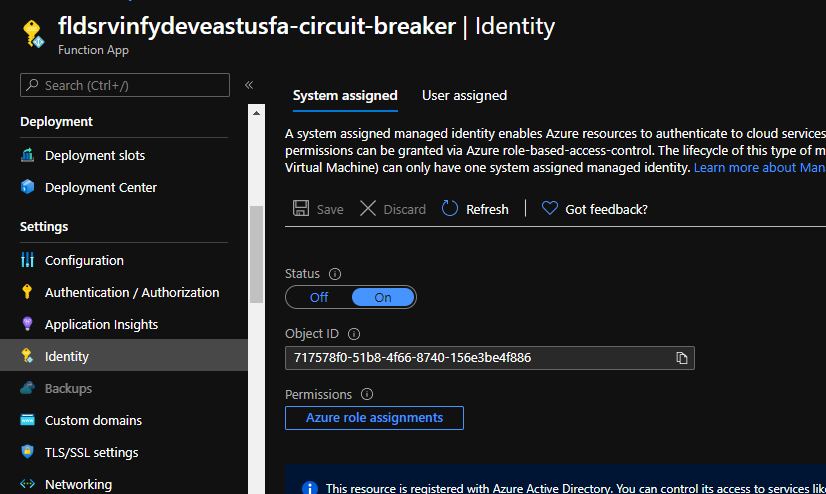 fldsrvinfydeveastusfa-circuit-breaker | Identity
Function App
Search (Ctrl+/)
«
Deployment
Deployment slots
Deployment Center
Settings
Configuration
Authentication / Authorization
Application Insights
Identity
Backups
Custom domains
TLS/SSL settings
Networking
System assigned User assigned
A system assigned managed identity enables Azure resources to authenticate to cloud services
permissions can be granted via Azure role-based-access-control. The lifecycle of this type of m
Virtual Machine) can only have one system assigned managed identity. Learn more about Man
Save Discard Refresh Got feedback?
Status
Off On
Object ID
717578f0-51b8-4f66-8740-156e3be4f886
Permissions
Azure role assignments
This resource is registered with Azure Active Directory. You can control its access to services like